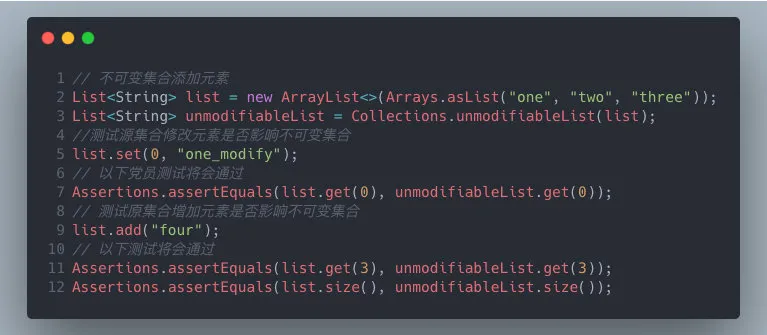 1 // 不可变集合添加元素
2 List<String> list = new ArrayList<>(Arrays.asList("one", "two", "three"));
3 List<String> unmodifiableList = Collections.unmodifiableList(list);
4 //测试源集合修改元素是否影响不可变集合
5 list.set(0, "one_modify");
6 // 以下党员测试将会通过
7 Assertions.assertEquals(list.get(0), unmodifiableList.get(0));
8 // 测试原集合增加元素是否影响不可变集合
9 list.add("four");
10 // 以下测试将会通过
11 Assertions.assertEquals(list.get(3), unmodifiableList.get(3));
12 Assertions.assertEquals(list.size(), unmodifiableList.size());